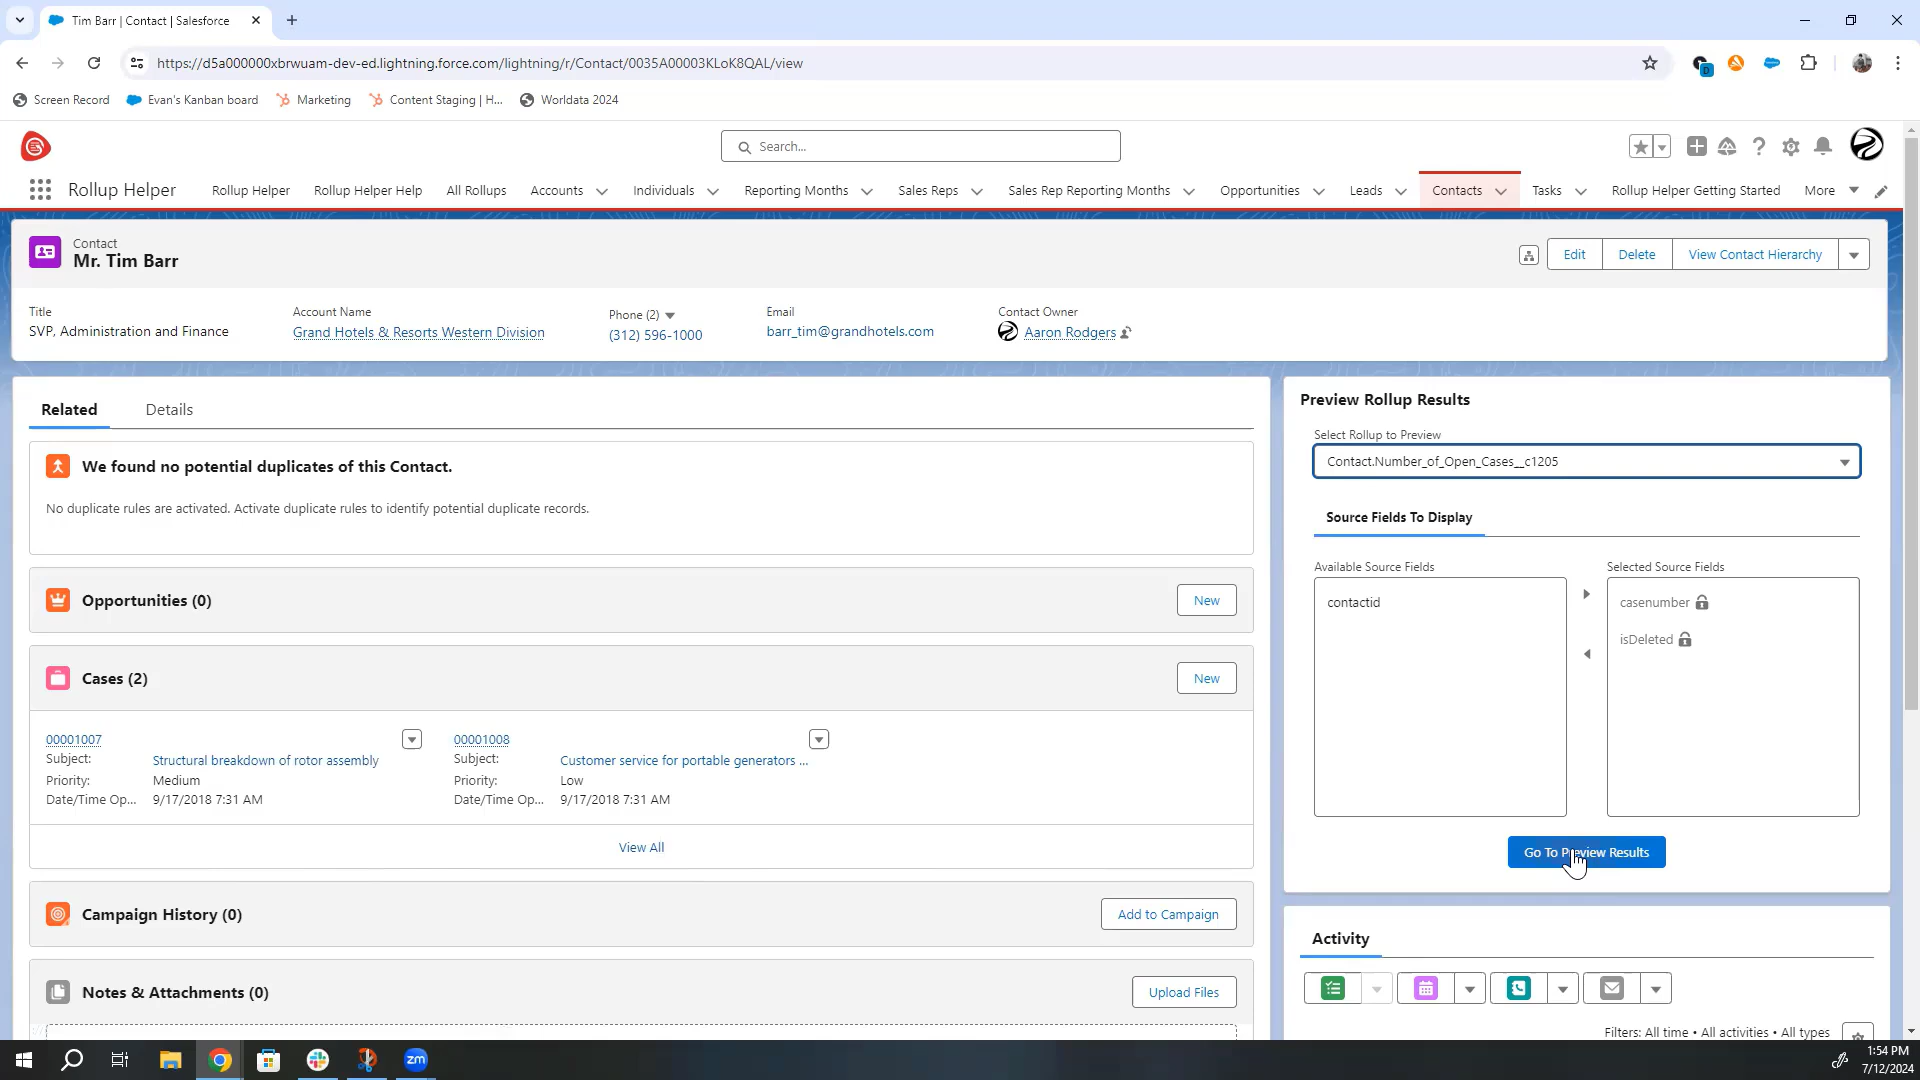 Tim Barr | Contact | Salesforce
https://d5a000000xbrwuam-dev-ed.lightning.force.com/lightning/r/Contact/0035A00003KLoK8QAL/view
Screen Record
Evan's Kanban board
Marketing
Content Staging | H...
Worldata 2024
Search...
Rollup Helper
Rollup Helper
Rollup Helper Help
All Rollups
Accounts
Individuals
Reporting Months
Sales Reps
Sales Rep Reporting Months
Opportunities
Leads
Contacts
Tasks
Rollup Helper Getting Started
More
Contact
Mr. Tim Barr
Edit
Delete
View Contact Hierarchy
Title
SVP, Administration and Finance
Account Name
Grand Hotels & Resorts Western Division
Phone (2)
(312) 596-1000
Email
barr_tim@grandhotels.com
Contact Owner
Aaron Rodgers
Related
Details
We found no potential duplicates of this Contact.
No duplicate rules are activated. Activate duplicate rules to identify potential duplicate records.
Opportunities (0)
New
Cases (2)
New
00001007
Subject: Structural breakdown of rotor assembly
Priority: Medium
Date/Time Op... 9/17/2018 7:31 AM
00001008
Subject: Customer service for portable generators ...
Priority: Low
Date/Time Op... 9/17/2018 7:31 AM
View All
Campaign History (0)
Add to Campaign
Notes & Attachments (0)
Upload Files
Preview Rollup Results
Select Rollup to Preview
Contact.Number_of_Open_Cases__c1205
Source Fields To Display
Available Source Fields
contactid
Selected Source Fields
casenumber
isDeleted
Go To Preview Results
Activity
Filters: All time • All activities • All types
D
zm
1:54 PM
7/12/2024